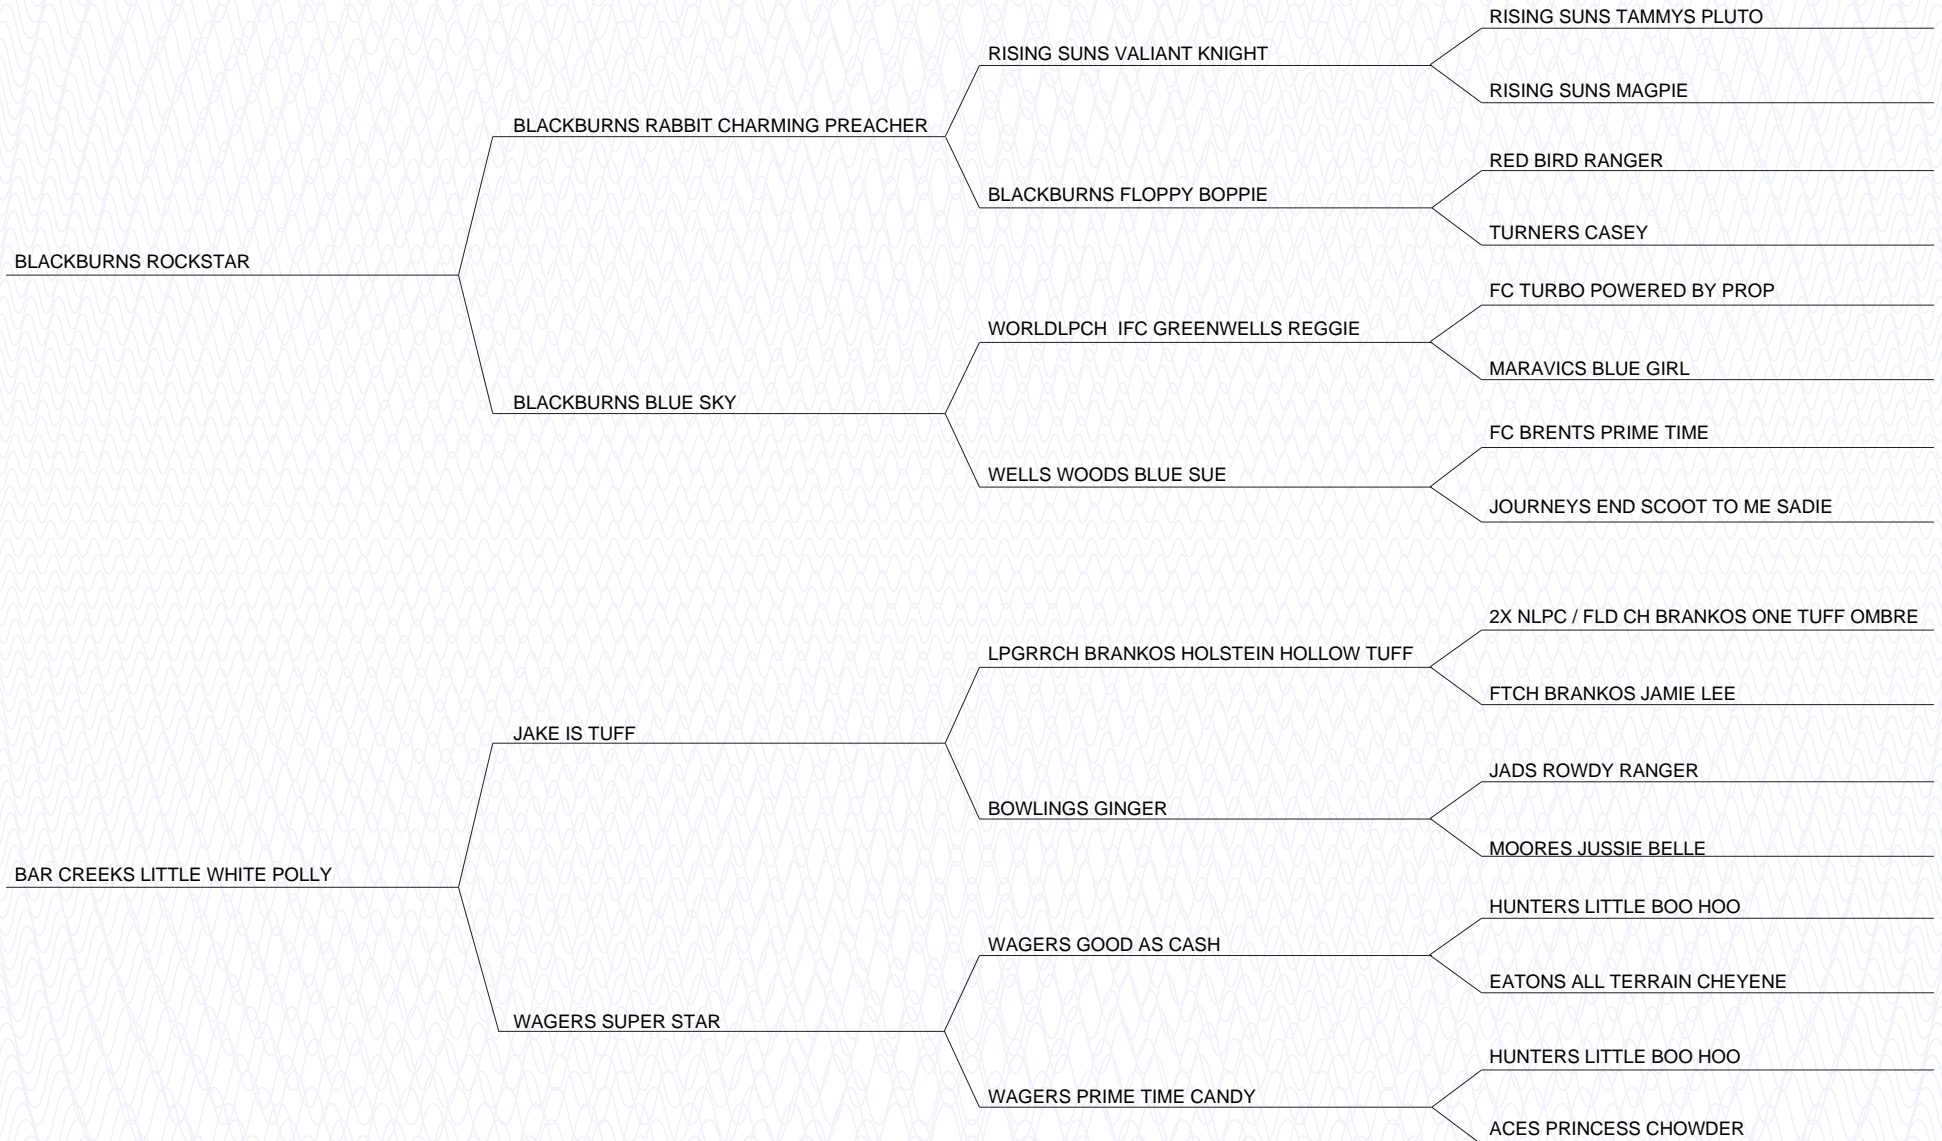 RISING SUNS TAMMYS PLUTO
RISING SUNS VALIANT KNIGHT
RISING SUNS MAGPIE
BLACKBURNS RABBIT CHARMING PREACHER
RED BIRD RANGER
BLACKBURNS FLOPPY BOPPIE
TURNERS CASEY
BLACKBURNS ROCKSTAR
FC TURBO POWERED BY PROP
WORLDLPCH  IFC GREENWELLS REGGIE
MARAVICS BLUE GIRL
BLACKBURNS BLUE SKY
FC BRENTS PRIME TIME
WELLS WOODS BLUE SUE
JOURNEYS END SCOOT TO ME SADIE
2X NLPC / FLD CH BRANKOS ONE TUFF OMBRE
LPGRRCH BRANKOS HOLSTEIN HOLLOW TUFF
FTCH BRANKOS JAMIE LEE
JAKE IS TUFF
JADS ROWDY RANGER
BOWLINGS GINGER
MOORES JUSSIE BELLE
BAR CREEKS LITTLE WHITE POLLY
HUNTERS LITTLE BOO HOO
WAGERS GOOD AS CASH
EATONS ALL TERRAIN CHEYENE
WAGERS SUPER STAR
HUNTERS LITTLE BOO HOO
WAGERS PRIME TIME CANDY
ACES PRINCESS CHOWDER